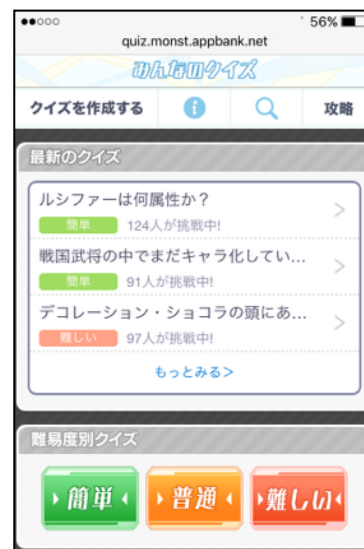 56%
quiz.monst.appbank.net
みんなのクイズ
クイズを作成する
攻略
最新のクイズ
ルシファーは何属性か？
簡単 124人が挑戦中!
戦国武将の中でまだキャラ化してい...
簡単 91人が挑戦中!
デコレーション・ショコラの頭にあ...
難しい 97人が挑戦中!
もっとみる>
難易度別クイズ
簡単 普通 難しい